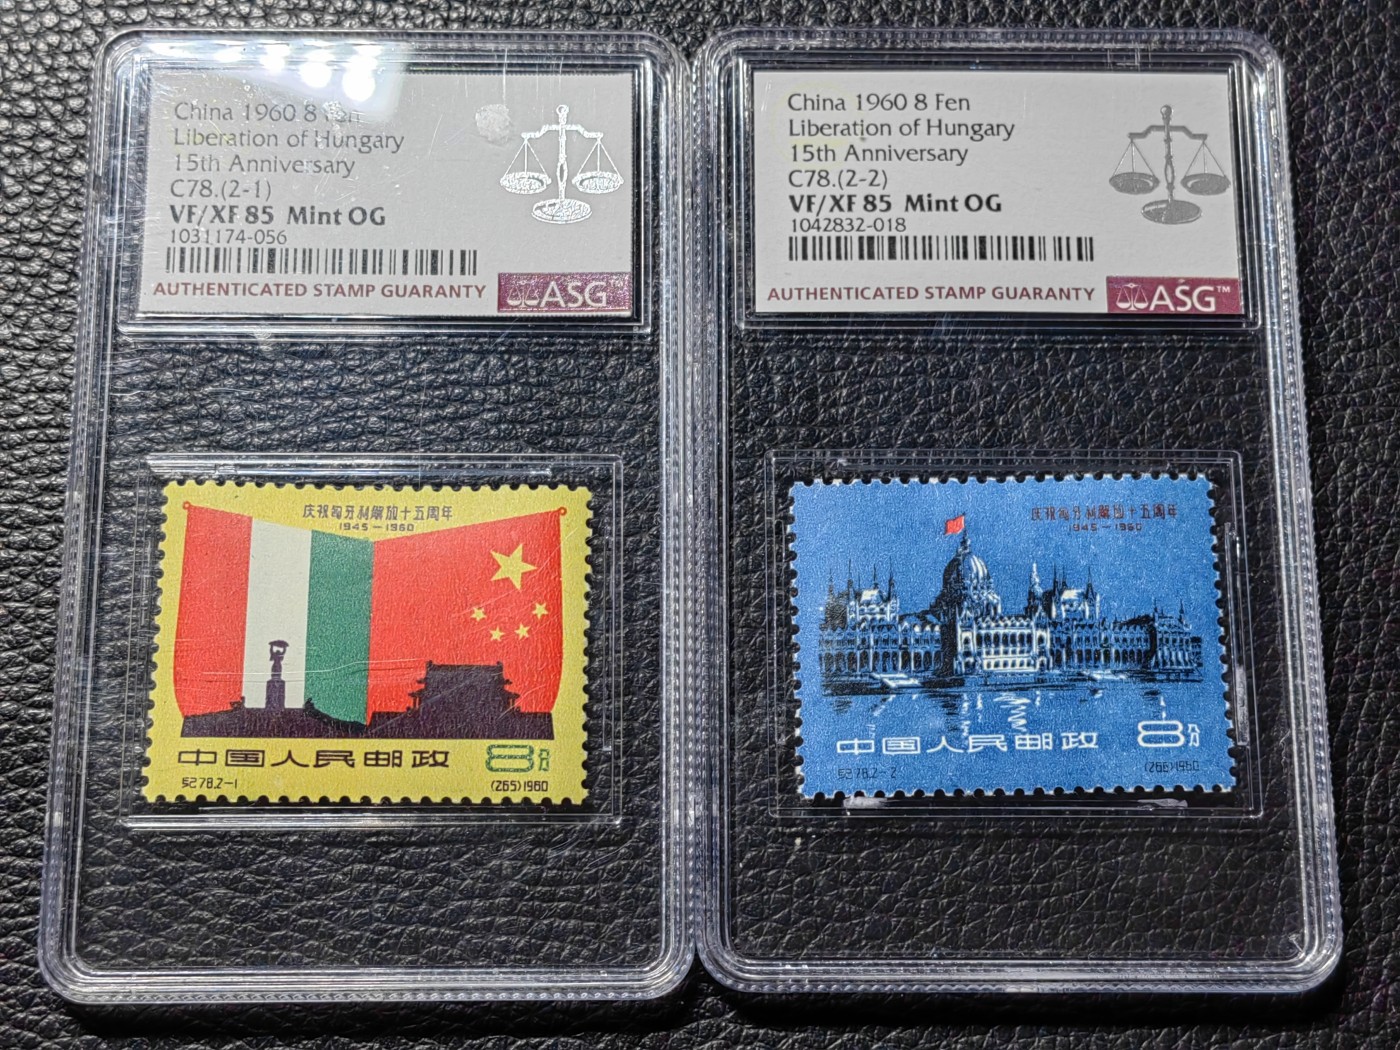 China 1960 8 Fen
Liberation of Hungary
15th Anniversary
C78.(2-1)
VF/XF 85 Mint OG
1031174-056
AUTHENTICATED STAMP GUARANTY
ASG™
庆祝匈牙利解放十五周年
1945-1960
中国人民邮政
8分
纪78.2-1
(265)1960
China 1960 8 Fen
Liberation of Hungary
15th Anniversary
C78.(2-2)
VF/XF 85 Mint OG
1042832-018
AUTHENTICATED STAMP GUARANTY
ASG™
庆祝匈牙利解放十五周年
1945-1960
中国人民邮政
8分
纪78.2-2
(266)1960